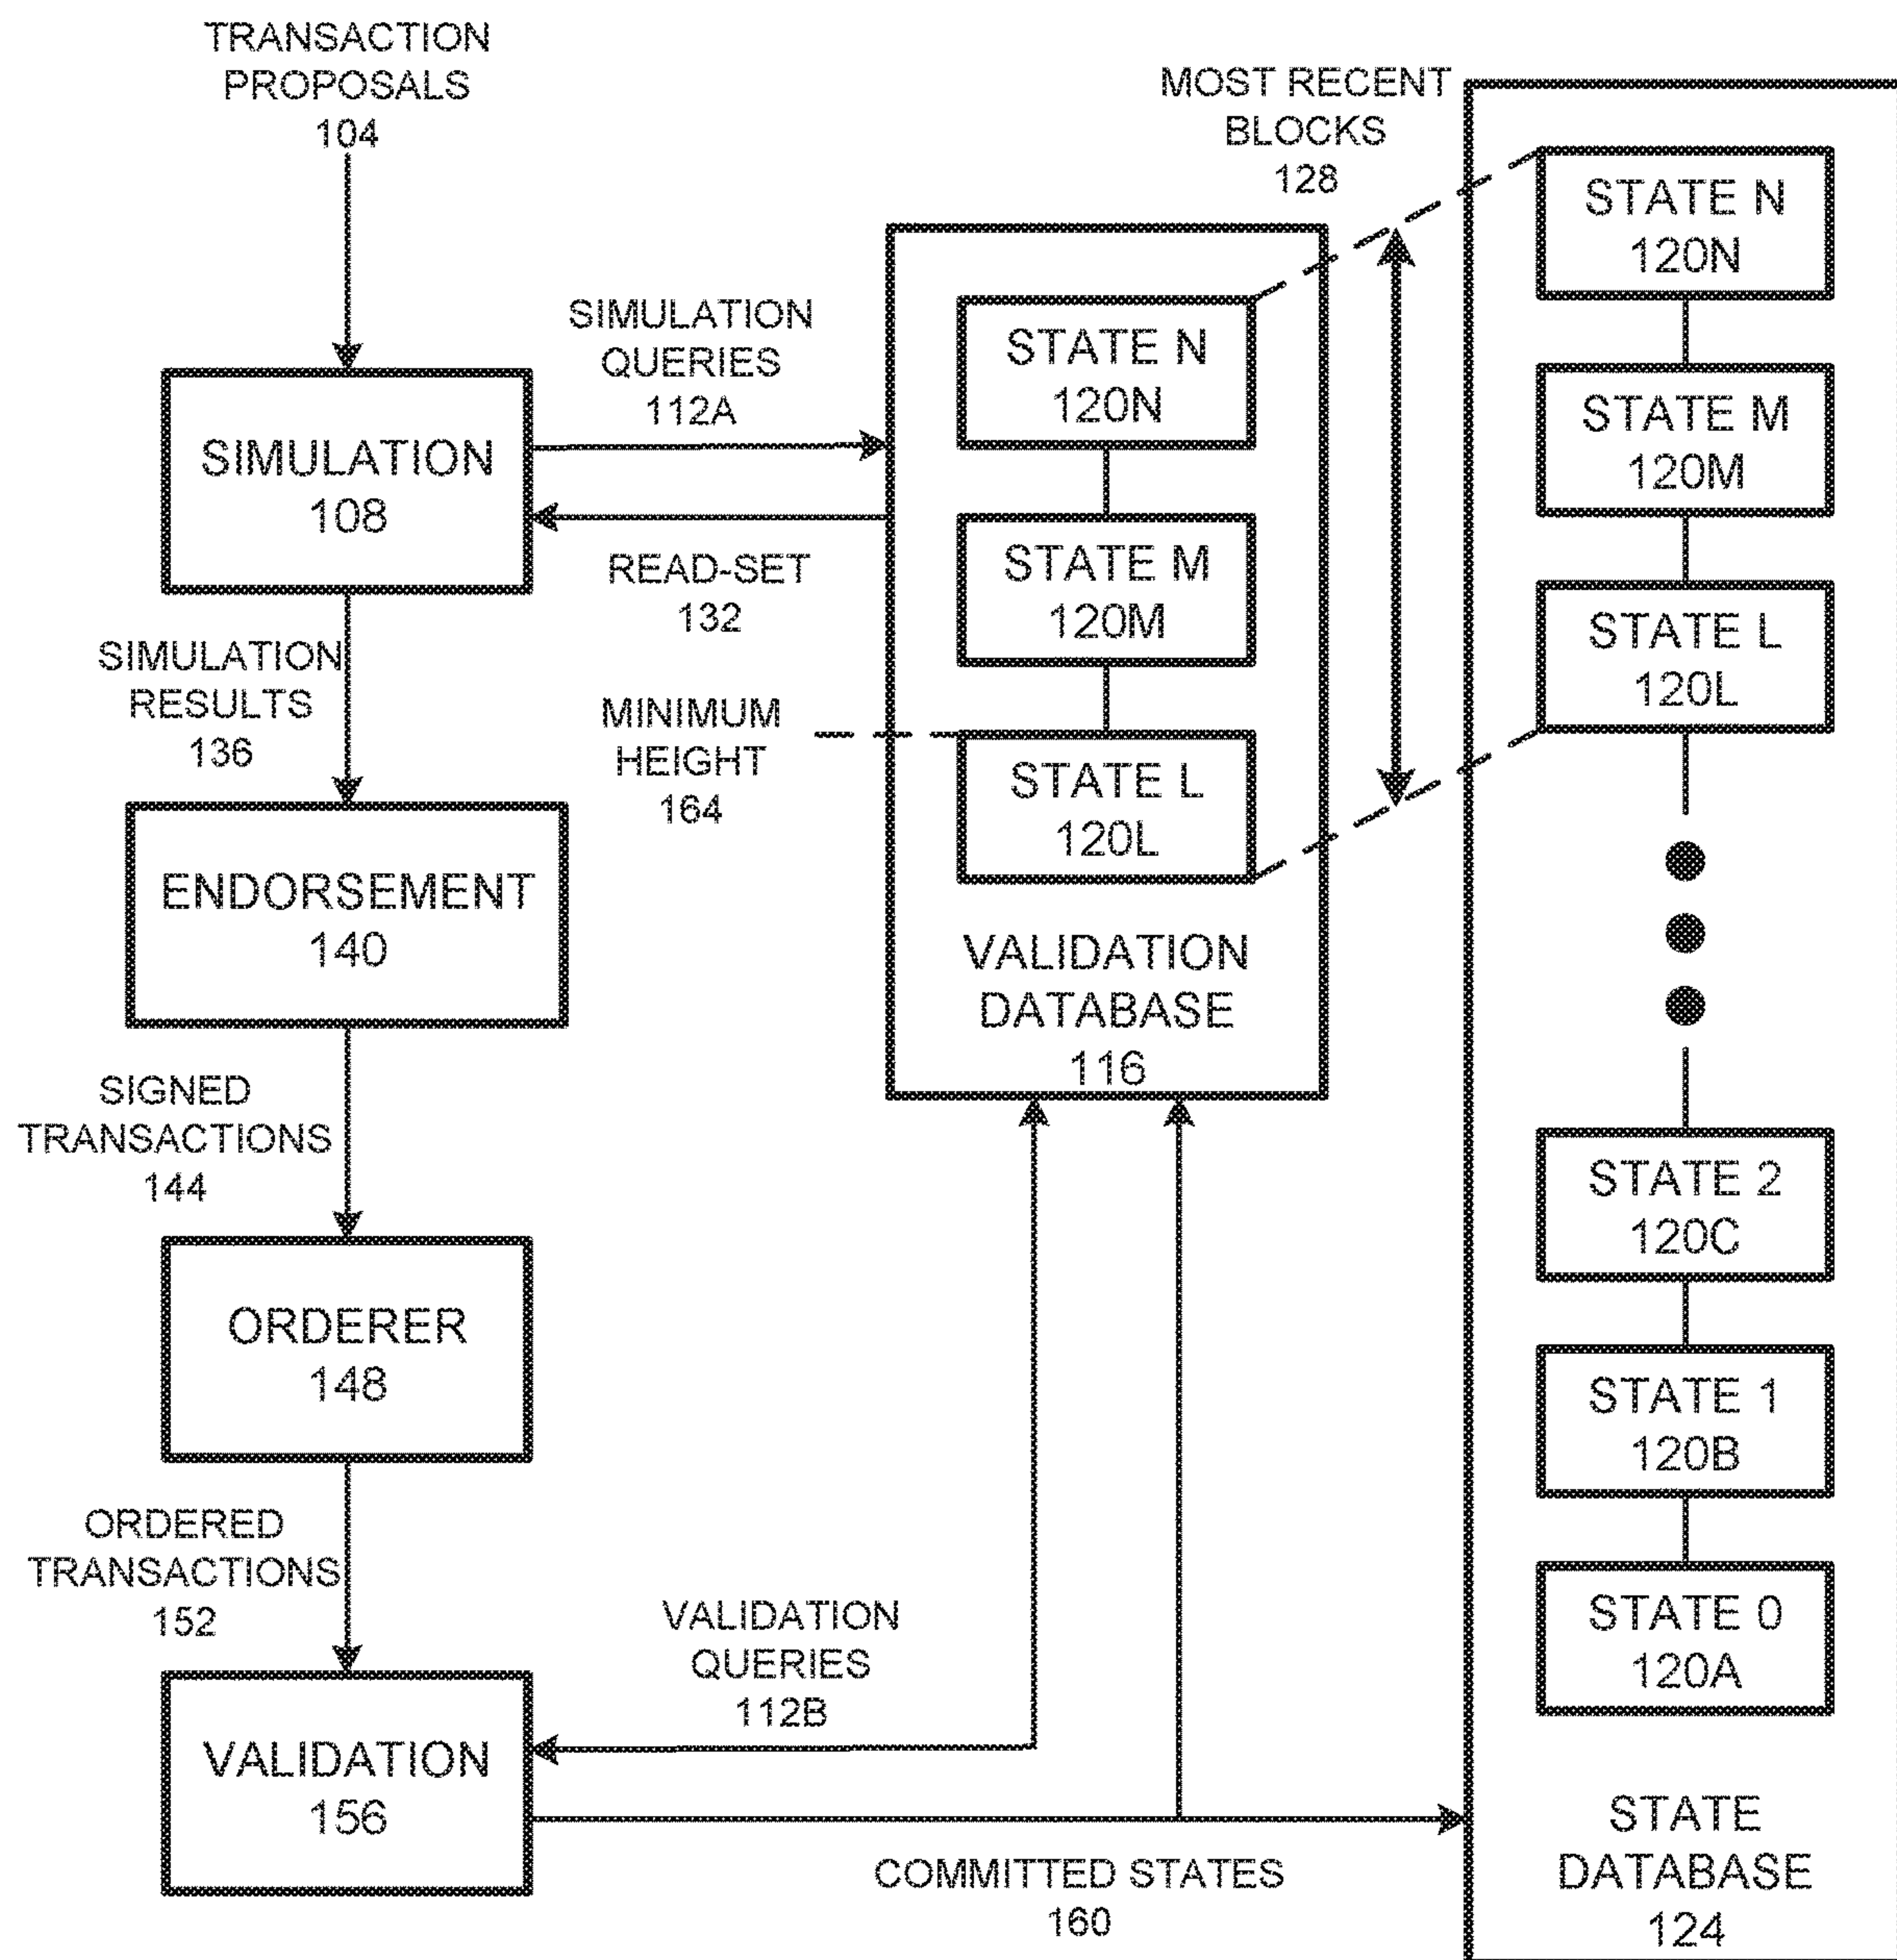 TRANSACTION
PROPOSALS
104
MOST RECENT
BLOCKS
128
STATE N
120N
SIMULATION
QUERIES
112A
STATE N
120N
STATE M
120M
SIMULATION
108
READ-SET
132
STATE M
120M
STATE L
120L
SIMULATION
RESULTS
136
MINIMUM
HEIGHT
164
STATE L
120L
ENDORSEMENT
140
VALIDATION
DATABASE
116
SIGNED
TRANSACTIONS
144
STATE 2
120C
ORDERER
148
STATE 1
120B
ORDERED
TRANSACTIONS
152
VALIDATION
QUERIES
112B
STATE 0
120A
VALIDATION
156
COMMITTED STATES
160
STATE
DATABASE
124